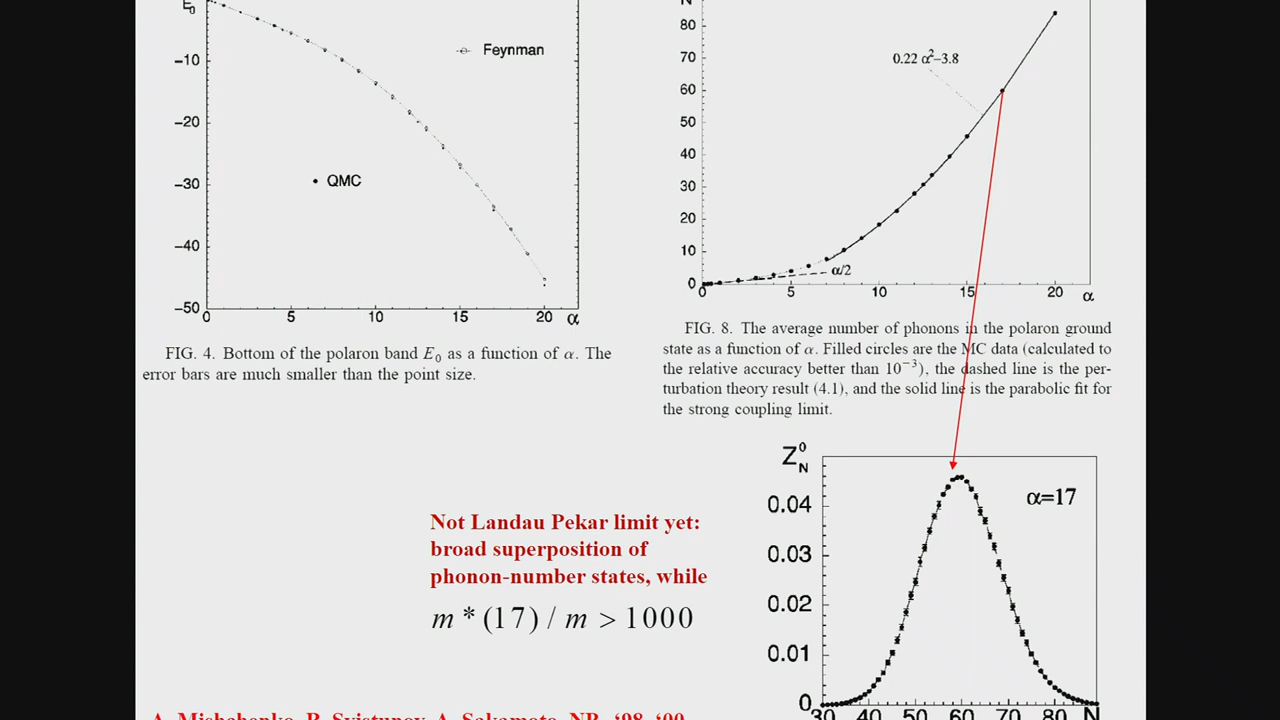 E₀
−10
−20
−30
−40
−50
0
5
10
15
20
α
Feynman
QMC
FIG. 4. Bottom of the polaron band E₀ as a function of α. The
error bars are much smaller than the point size.
N
80
70
60
50
40
30
20
10
0
0
5
10
15
20
α
0.22 α²−3.8
α/2
FIG. 8. The average number of phonons in the polaron ground
state as a function of α. Filled circles are the MC data (calculated to
the relative accuracy better than 10⁻³), the dashed line is the per-
turbation theory result (4.1), and the solid line is the parabolic fit for
the strong coupling limit.
Not Landau Pekar limit yet:
broad superposition of
phonon-number states, while
m * (17) / m > 1000
Z⁰_N
α=17
0.04
0.03
0.02
0.01
0
30 40 50 60 70 80 N
A. Mishchenko, B. Svistunov, A. Sakamoto, NP, '98, '00